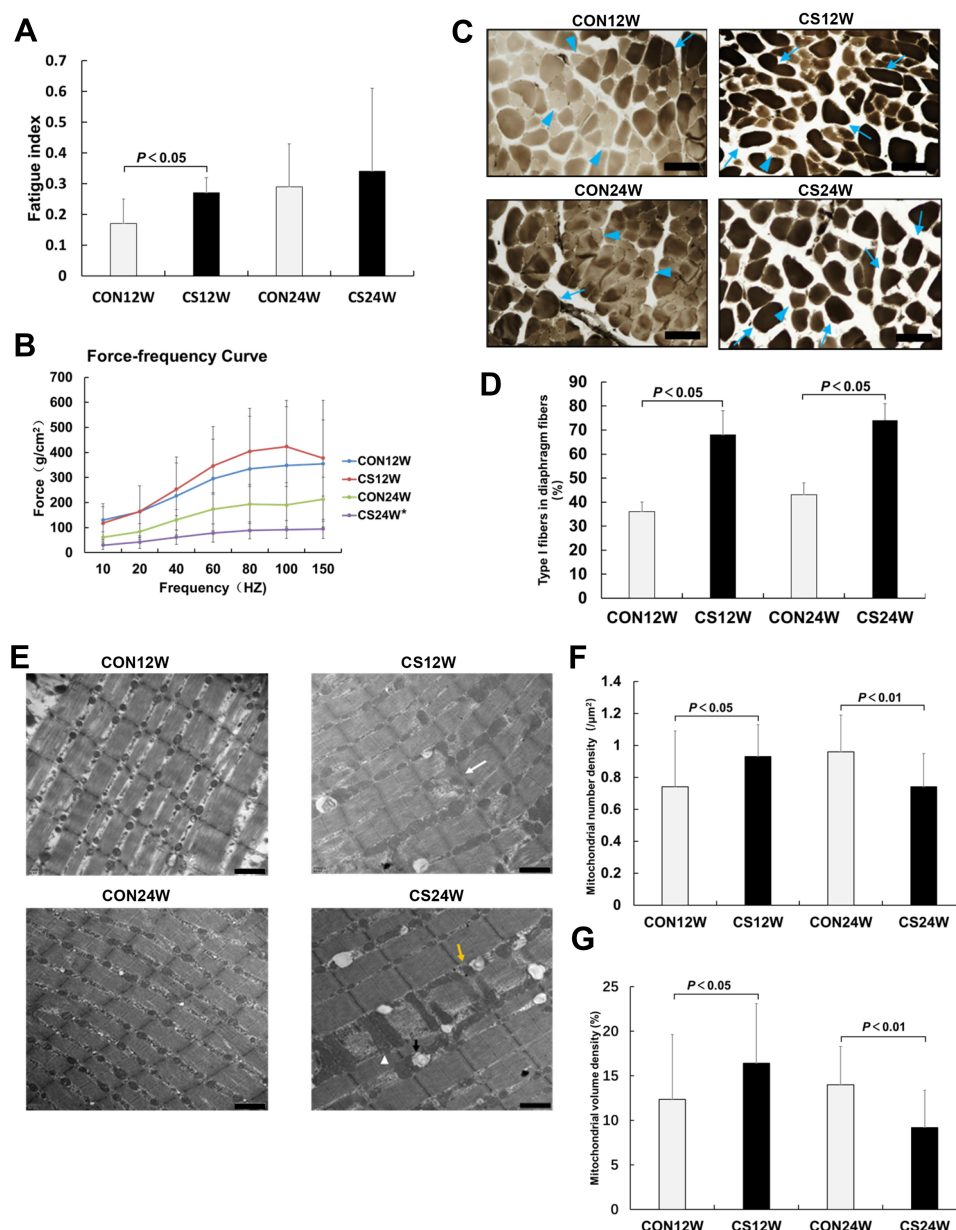 A
0.7
0.6
0.5
0.4
0.3
0.2
0.1
0
Fatigue index
P<0.05
CON12W CS12W CON24W CS24W
B
Force-frequency Curve
700
600
500
400
300
200
100
0
Force（g/cm²）
10 20 40 60 80 100 150
Frequency（HZ）
CON12W
CS12W
CON24W
CS24W*
C
CON12W CS12W
CON24W CS24W
D
90
80
70
60
50
40
30
20
10
0
Type I fibers in diaphragm fibers
(%)
P<0.05 P<0.05
CON12W CS12W CON24W CS24W
E
CON12W CS12W
CON24W CS24W
F
1.4
1.2
1
0.8
0.6
0.4
0.2
0
Mitochondrial number density (/μm²)
P<0.05 P<0.01
CON12W CS12W CON24W CS24W
G
25
20
15
10
5
0
Mitochondrial volume density (%)
P<0.05
P<0.01
CON12W CS12W CON24W CS24W